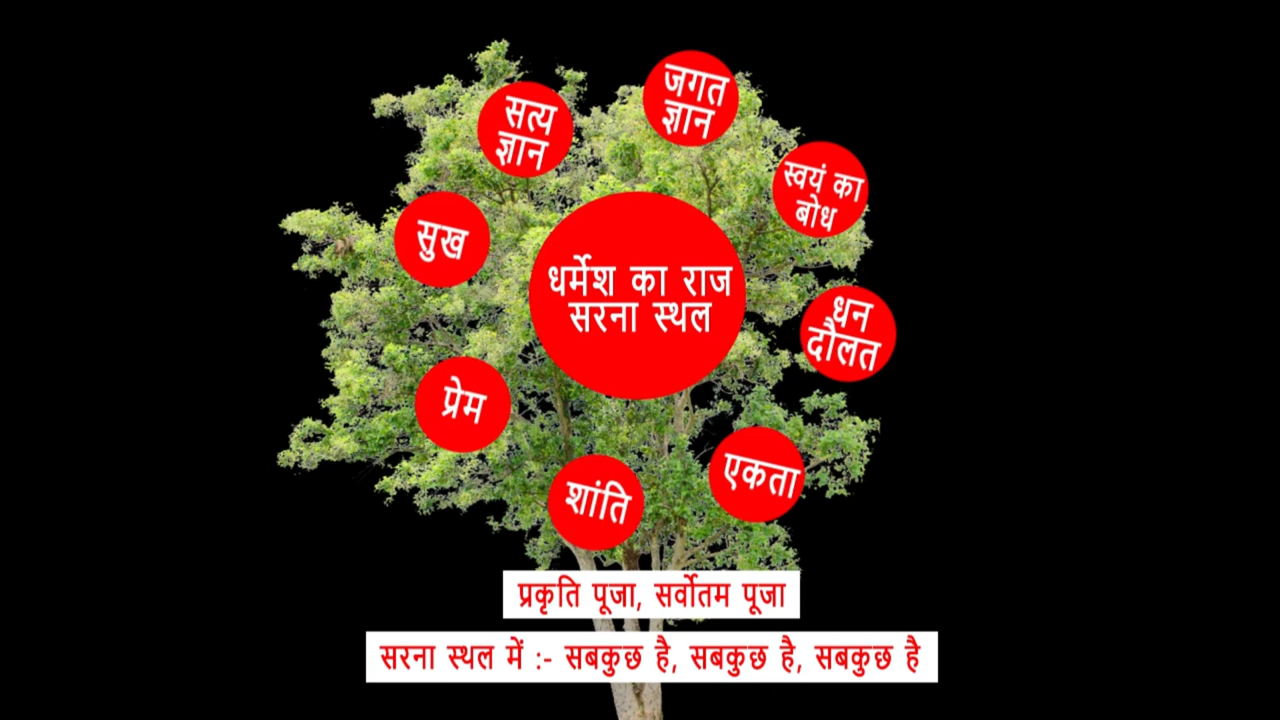 जगत
ज्ञान
सत्य
ज्ञान
स्वयं का
बोध
सुख
धर्मेश का राज
सरना स्थल
धन
दौलत
प्रेम
एकता
शांति
प्रकृति पूजा, सर्वोतम पूजा
सरना स्थल में :- सबकुछ है, सबकुछ है, सबकुछ है